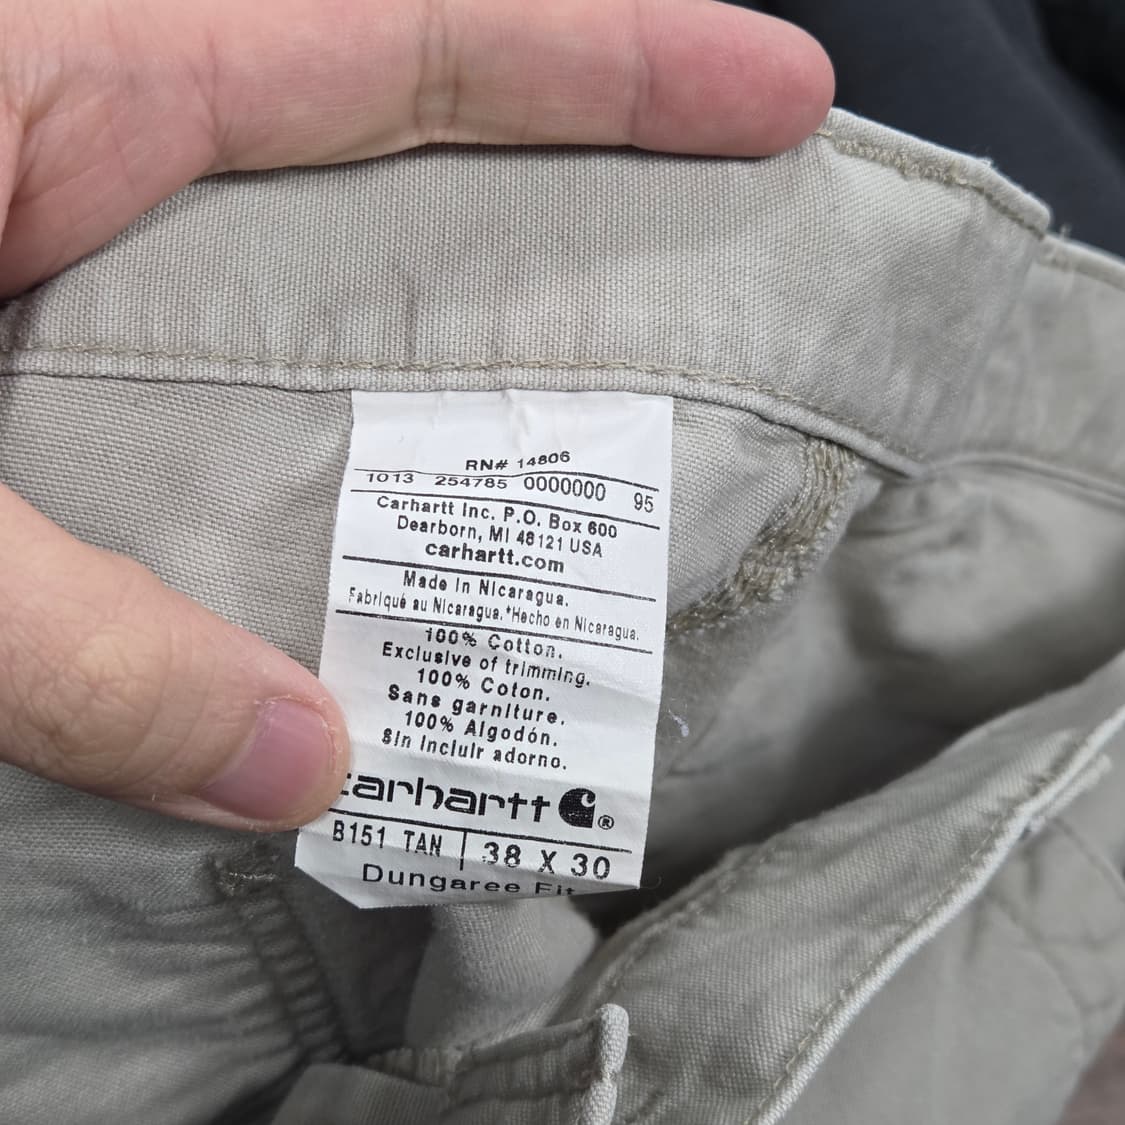 RN# 14806
1013 254785 0000000 95
Carhartt Inc. P.O. Box 600
Dearborn, MI 48121 USA
carhartt.com
Made In Nicaragua.
Fabriqué au Nicaragua.*Hecho en Nicaragua.
100% Cotton.
Exclusive of trimming.
100% Coton.
Sans garniture.
100% Algodón.
Sin Incluir adorno.
carhartt ®
B151 TAN | 38 X 30
Dungaree Fit